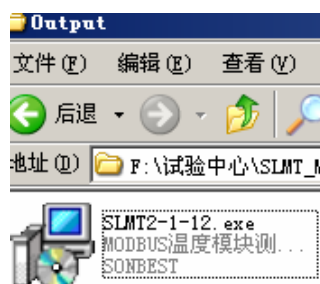 Output
文件(F) 编辑(E) 查看(V)
后退
地址(D) F:\试验中心\SLMT_M
SLMT2-1-12.exe
MODBUS温度模块测...
SONBEST